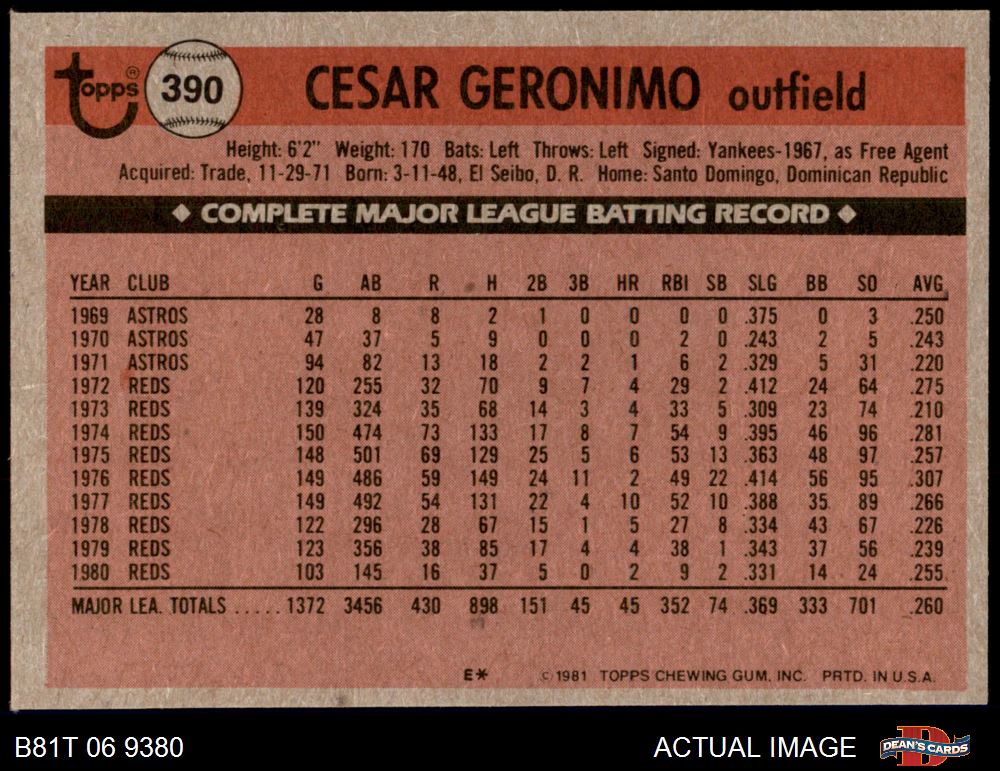 topps® 390 CESAR GERONIMO outfield
Height: 6'2" Weight: 170 Bats: Left Throws: Left Signed: Yankees-1967, as Free Agent
Acquired: Trade, 11-29-71 Born: 3-11-48, El Seibo, D. R. Home: Santo Domingo, Dominican Republic
◆ COMPLETE MAJOR LEAGUE BATTING RECORD ◆
YEAR CLUB G AB R H 2B 3B HR RBI SB SLG BB SO AVG.
1969 ASTROS 28 8 8 2 1 0 0 0 0 .375 0 3 .250
1970 ASTROS 47 37 5 9 0 0 0 2 0 .243 2 5 .243
1971 ASTROS 94 82 13 18 2 2 1 6 2 .329 5 31 .220
1972 REDS 120 255 32 70 9 7 4 29 2 .412 24 64 .275
1973 REDS 139 324 35 68 14 3 4 33 5 .309 23 74 .210
1974 REDS 150 474 73 133 17 8 7 54 9 .395 46 96 .281
1975 REDS 148 501 69 129 25 5 6 53 13 .363 48 97 .257
1976 REDS 149 486 59 149 24 11 2 49 22 .414 56 95 .307
1977 REDS 149 492 54 131 22 4 10 52 10 .388 35 89 .266
1978 REDS 122 296 28 67 15 1 5 27 8 .334 43 67 .226
1979 REDS 123 356 38 85 17 4 4 38 1 .343 37 56 .239
1980 REDS 103 145 16 37 5 0 2 9 2 .331 14 24 .255
MAJOR LEA. TOTALS ..... 1372 3456 430 898 151 45 45 352 74 .369 333 701 .260
E* © 1981 TOPPS CHEWING GUM, INC. PRTD. IN U.S.A.
B81T 06 9380 ACTUAL IMAGE DEAN'S CARDS